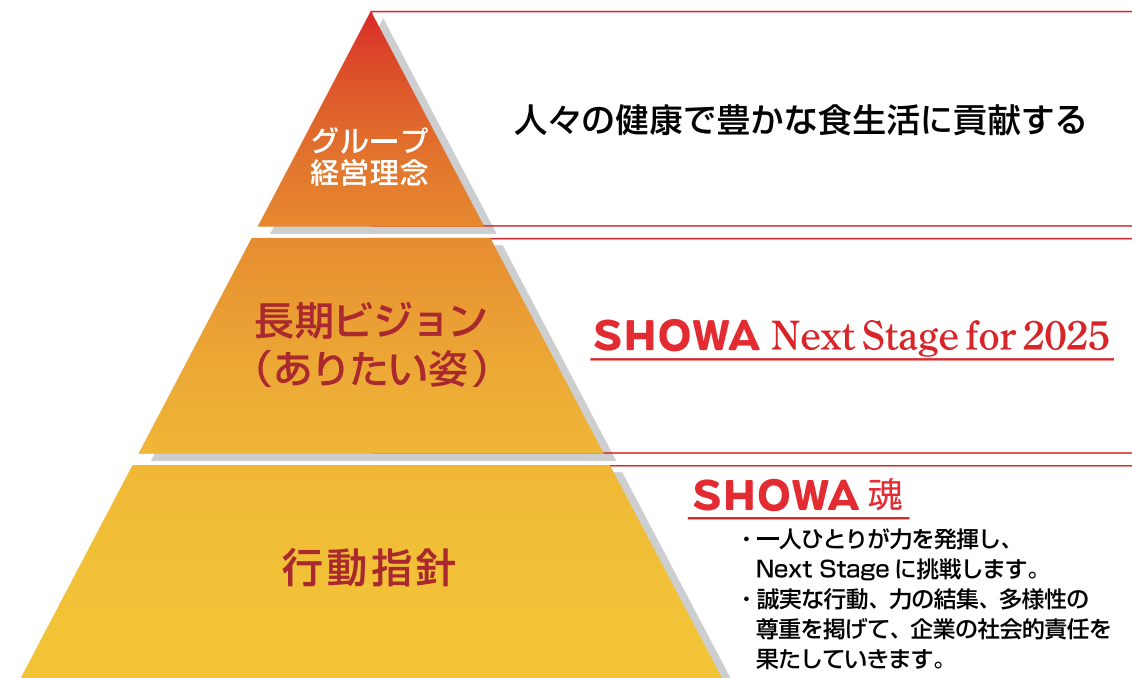 グループ
経営理念
人々の健康で豊かな食生活に貢献する
長期ビジョン
（ありたい姿）
SHOWA Next Stage for 2025
行動指針
SHOWA 魂
・一人ひとりが力を発揮し、
Next Stage に挑戦します。
・誠実な行動、力の結集、多様性の
尊重を掲げて、企業の社会的責任を
果たしていきます。